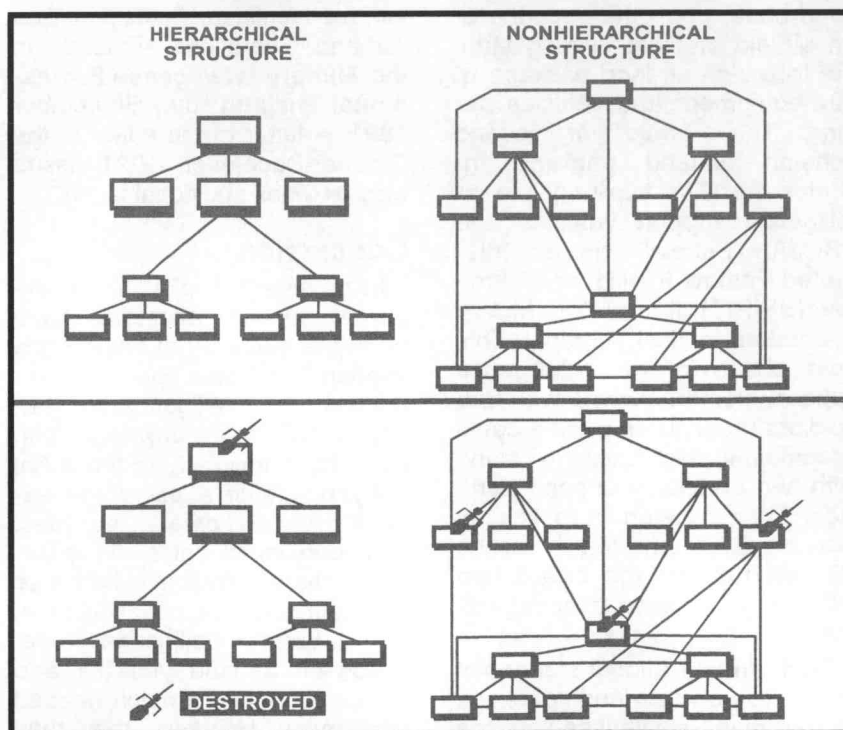 HIERARCHICAL
STRUCTURE
NONHIERARCHICAL
STRUCTURE
DESTROYED